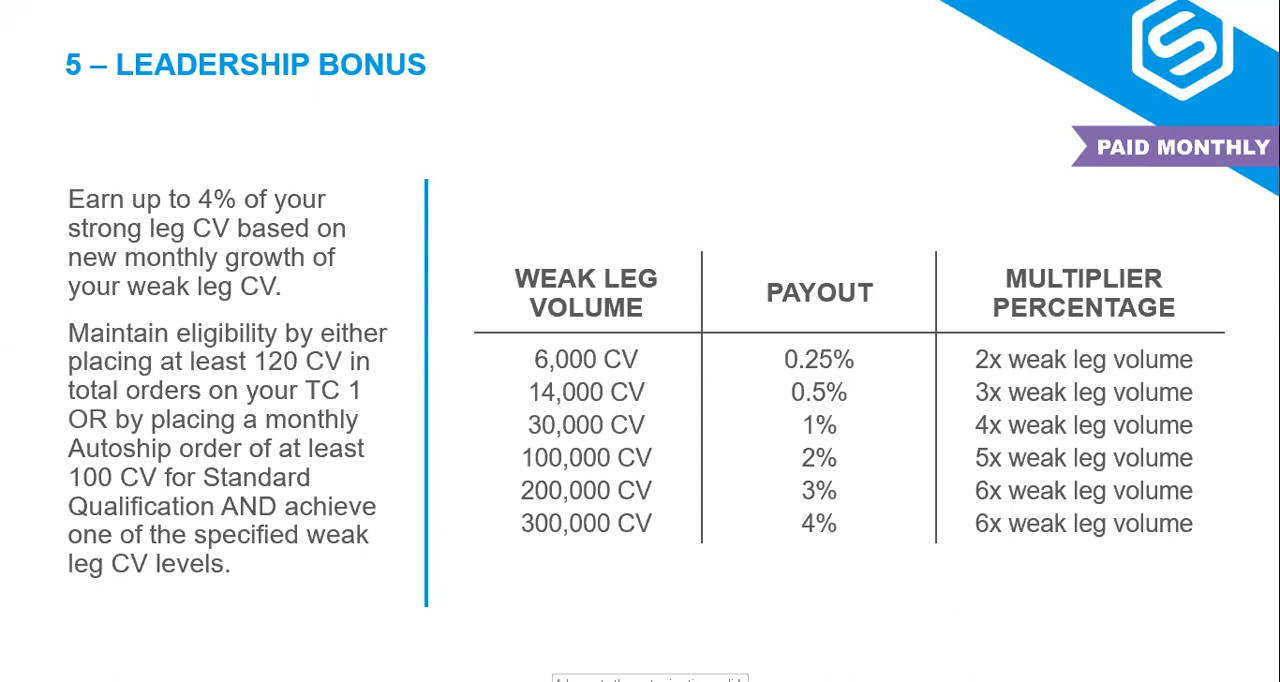 5 – LEADERSHIP BONUS
PAID MONTHLY
Earn up to 4% of your
strong leg CV based on
new monthly growth of
your weak leg CV.
Maintain eligibility by either
placing at least 120 CV in
total orders on your TC 1
OR by placing a monthly
Autoship order of at least
100 CV for Standard
Qualification AND achieve
one of the specified weak
leg CV levels.
WEAK LEG VOLUME PAYOUT MULTIPLIER PERCENTAGE
6,000 CV 0.25% 2x weak leg volume
14,000 CV 0.5% 3x weak leg volume
30,000 CV 1% 4x weak leg volume
100,000 CV 2% 5x weak leg volume
200,000 CV 3% 6x weak leg volume
300,000 CV 4% 6x weak leg volume